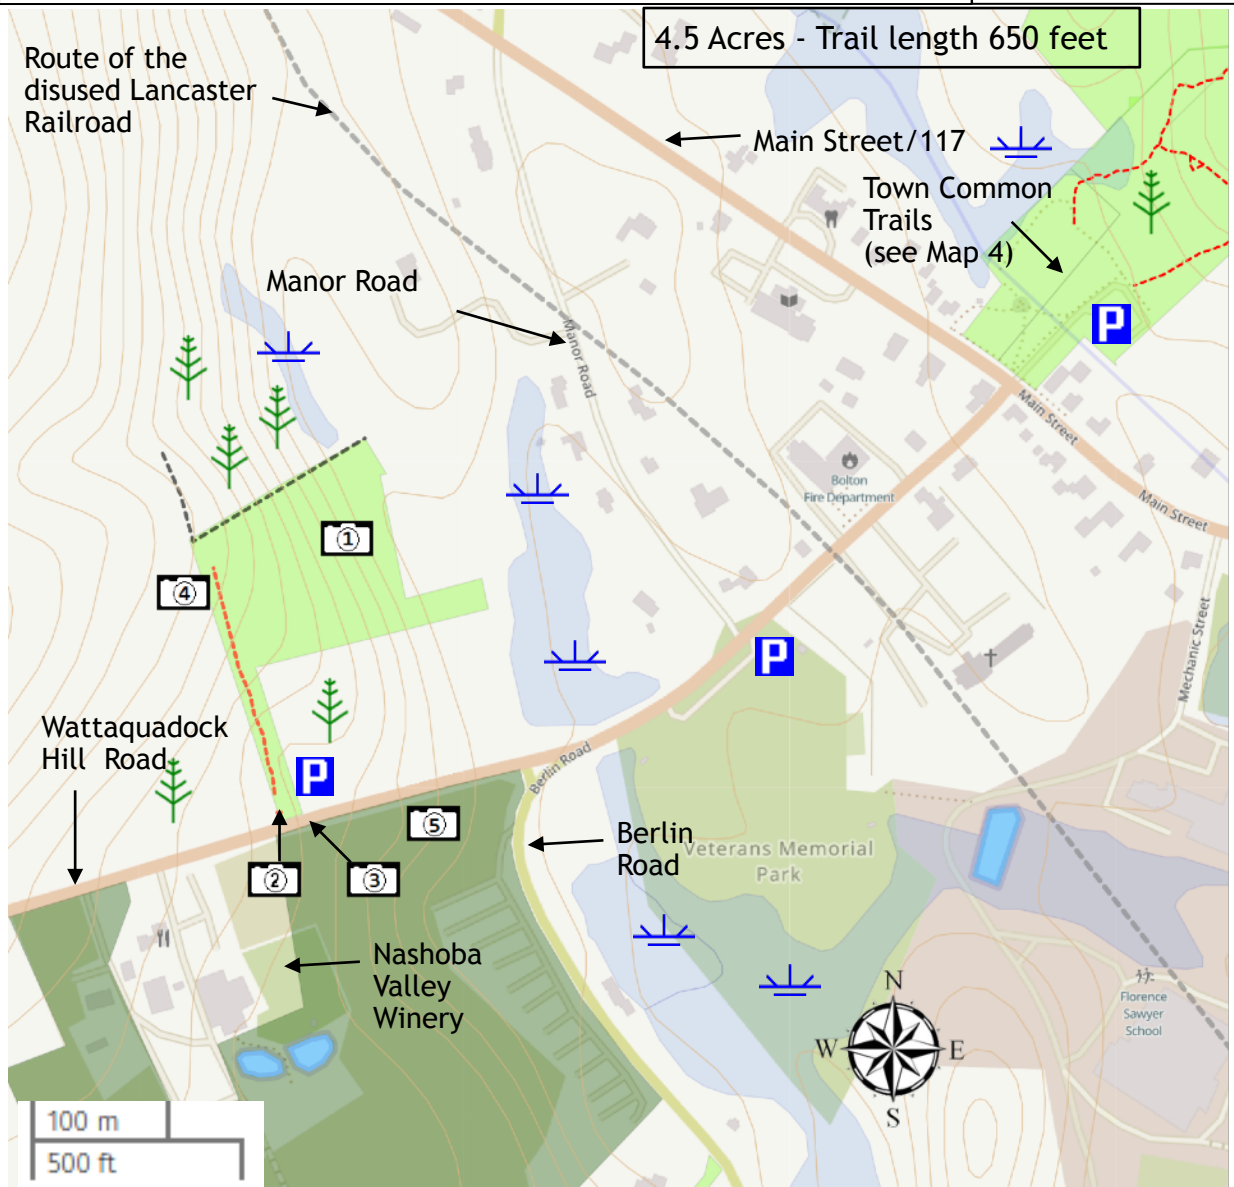 4.5 Acres - Trail length 650 feet
Route of the
disused Lancaster
Railroad
Main Street/117
Town Common
Trails
(see Map 4)
Manor Road
P
Manor Road
Main Street
Bolton
Fire Department
Main Street
①
④
Mechanic Street
P
Wattaquadock
Hill Road
P
Berlin Road
⑤
Berlin
Road
Veterans Memorial
Park
②
③
Nashoba
Valley
Winery
N
W
E
S
Florence
Sawyer
School
100 m
500 ft